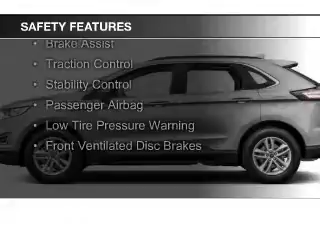 SAFETY FEATURES
• Brake Assist
• Traction Control
• Stability Control
• Passenger Airbag
• Low Tire Pressure Warning
• Front Ventilated Disc Brakes